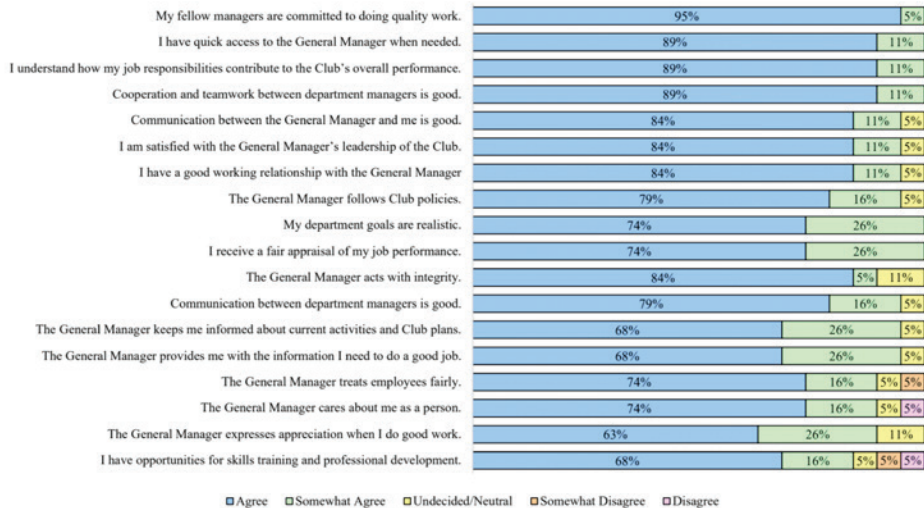 My fellow managers are committed to doing quality work. 95% 5%
I have quick access to the General Manager when needed. 89% 11%
I understand how my job responsibilities contribute to the Club's overall performance. 89% 11%
Cooperation and teamwork between department managers is good. 89% 11%
Communication between the General Manager and me is good. 84% 11% 5%
I am satisfied with the General Manager's leadership of the Club. 84% 11% 5%
I have a good working relationship with the General Manager 84% 11% 5%
The General Manager follows Club policies. 79% 16% 5%
My department goals are realistic. 74% 26%
I receive a fair appraisal of my job performance. 74% 26%
The General Manager acts with integrity. 84% 5% 11%
Communication between department managers is good. 79% 16% 5%
The General Manager keeps me informed about current activities and Club plans. 68% 26% 5%
The General Manager provides me with the information I need to do a good job. 68% 26% 5%
The General Manager treats employees fairly. 74% 16% 5% 5%
The General Manager cares about me as a person. 74% 16% 5% 5%
The General Manager expresses appreciation when I do good work. 63% 26% 11%
I have opportunities for skills training and professional development. 68% 16% 5% 5% 5%
Agree Somewhat Agree Undecided/Neutral Somewhat Disagree Disagree